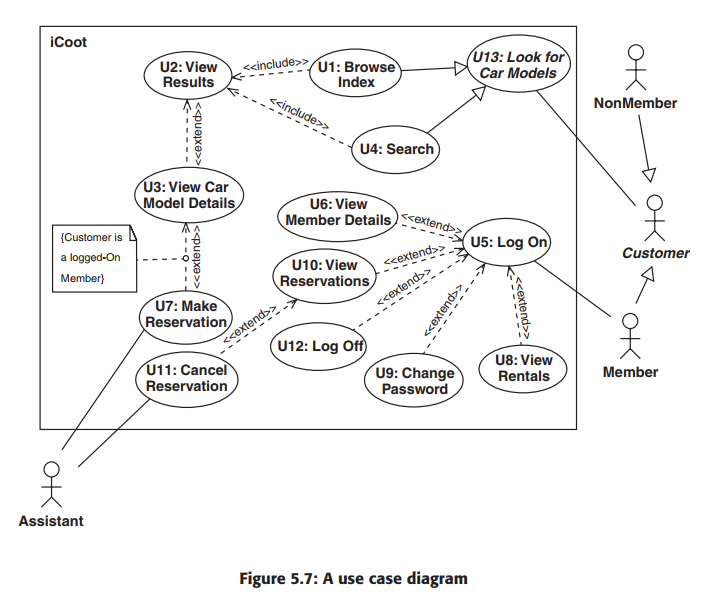 iCoot
U2: View
Results
<<include>>
U1: Browse
Index
U13: Look for
Car Models
NonMember
<<include>>
<<extend>>
U4: Search
U3: View Car
Model Details
U6: View
Member Details
<<extend>>
U5: Log On
Customer
{Customer is
a logged-On
Member}
<<extend>>
U10: View
Reservations
<<extend>>
<<extend>>
U7: Make
Reservation
<<extend>>
U12: Log Off
<<extend>>
<<extend>>
U11: Cancel
Reservation
U9: Change
Password
U8: View
Rentals
Member
Assistant
Figure 5.7: A use case diagram